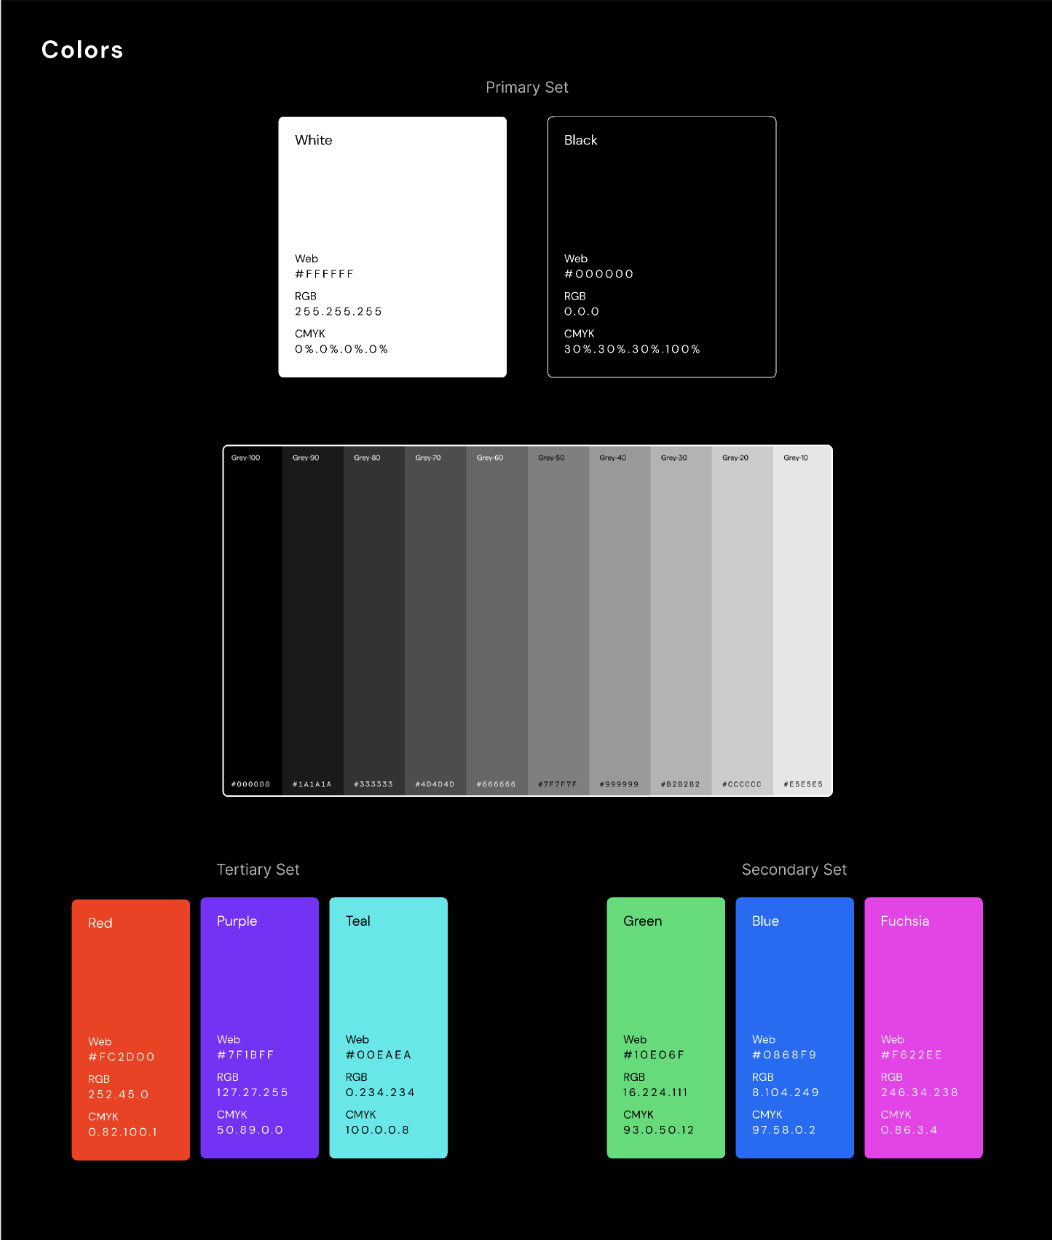 Colors
Primary Set
White
Web
#FFFFFF
RGB
255.255.255
CMYK
0%.0%.0%.0%
Black
Web
#000000
RGB
0.0.0
CMYK
30%.30%.30%.100%
Grey-100 Grey-90 Grey-80 Grey-70 Grey-60 Grey-50 Grey-40 Grey-30 Grey-20 Grey-10
#000000 #1A1A1A #333333 #4D4D4D #666666 #7F7F7F #999999 #B2B2B2 #CCCCCC #E5E5E5
Tertiary Set
Red
Web
#FC2D00
RGB
252.45.0
CMYK
0.82.100.1
Purple
Web
#7F1BFF
RGB
127.27.255
CMYK
50.89.0.0
Teal
Web
#00EAEA
RGB
0.234.234
CMYK
100.0.0.8
Secondary Set
Green
Web
#10E06F
RGB
16.224.111
CMYK
93.0.50.12
Blue
Web
#0868F9
RGB
8.104.249
CMYK
97.58.0.2
Fuchsia
Web
#F622EE
RGB
246.34.238
CMYK
0.86.3.4